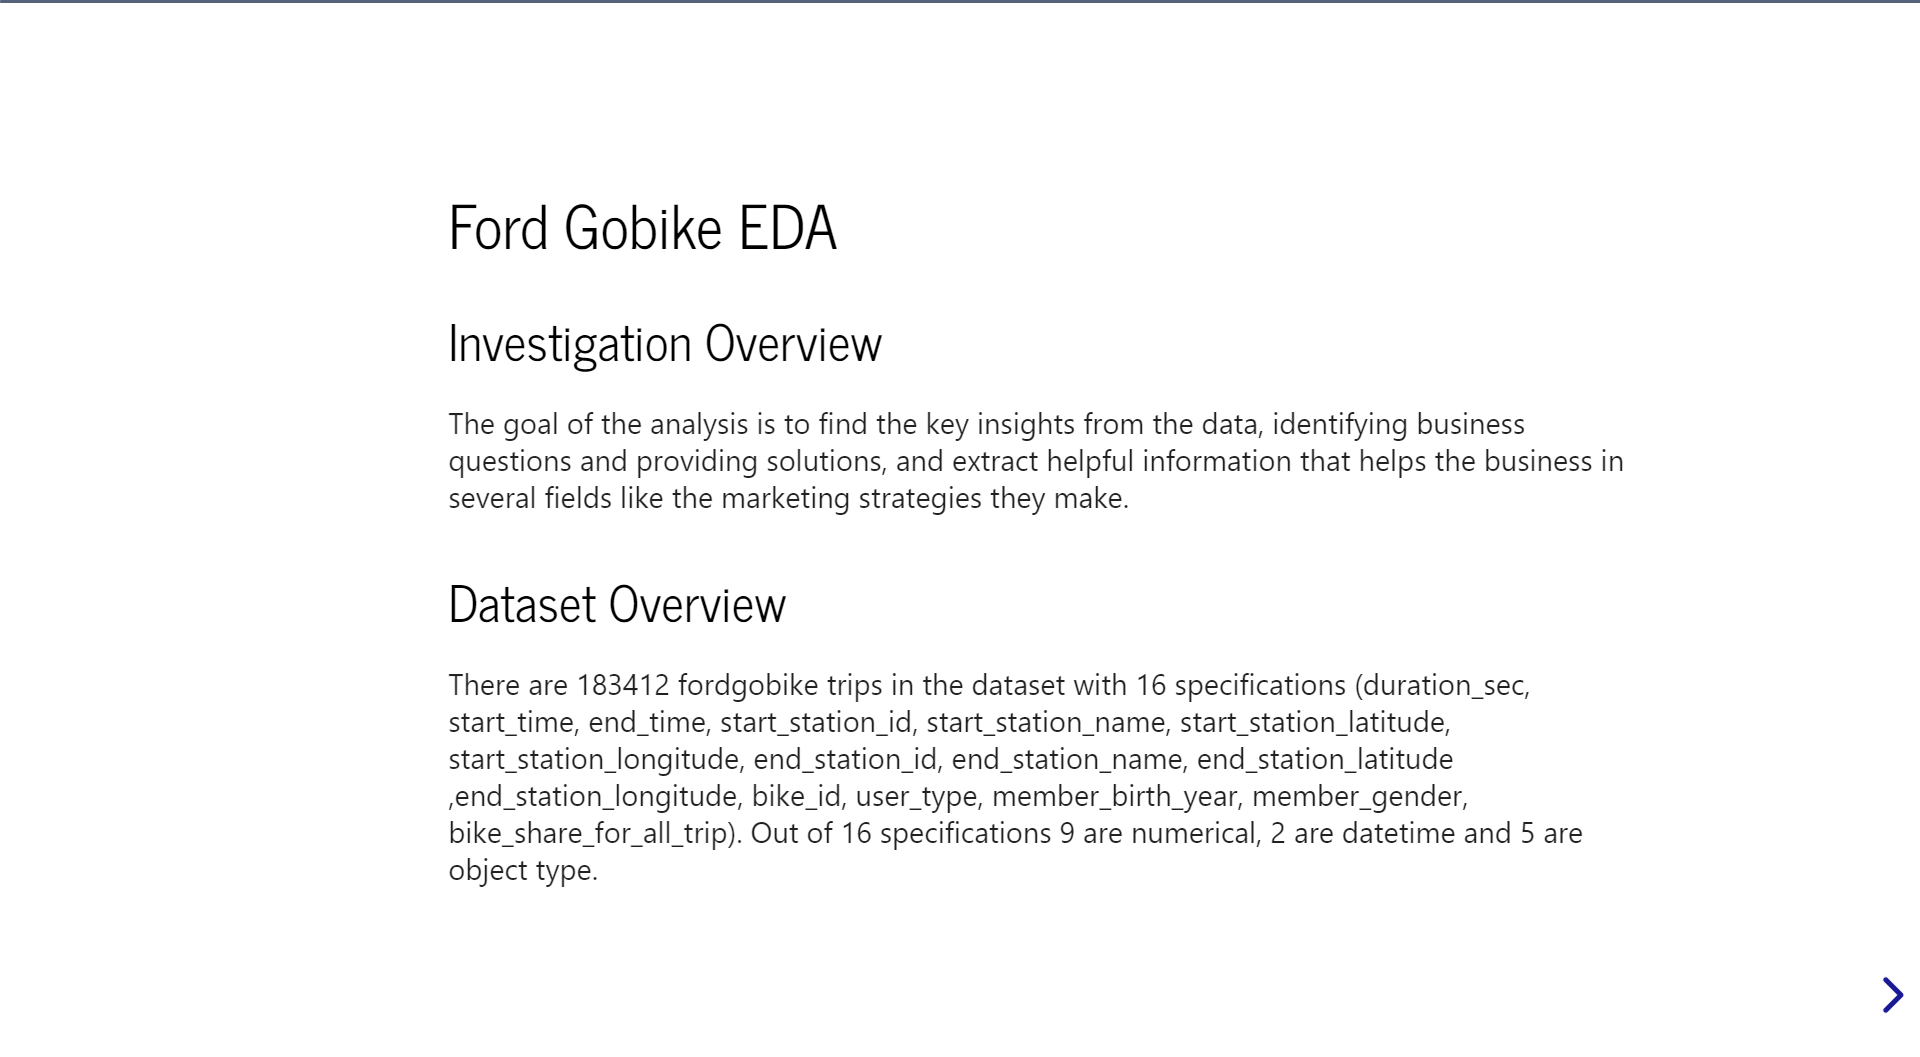 Ford Gobike EDA
Investigation Overview
The goal of the analysis is to find the key insights from the data, identifying business
questions and providing solutions, and extract helpful information that helps the business in
several fields like the marketing strategies they make.
Dataset Overview
There are 183412 fordgobike trips in the dataset with 16 specifications (duration_sec,
start_time, end_time, start_station_id, start_station_name, start_station_latitude,
start_station_longitude, end_station_id, end_station_name, end_station_latitude
,end_station_longitude, bike_id, user_type, member_birth_year, member_gender,
bike_share_for_all_trip). Out of 16 specifications 9 are numerical, 2 are datetime and 5 are
object type.